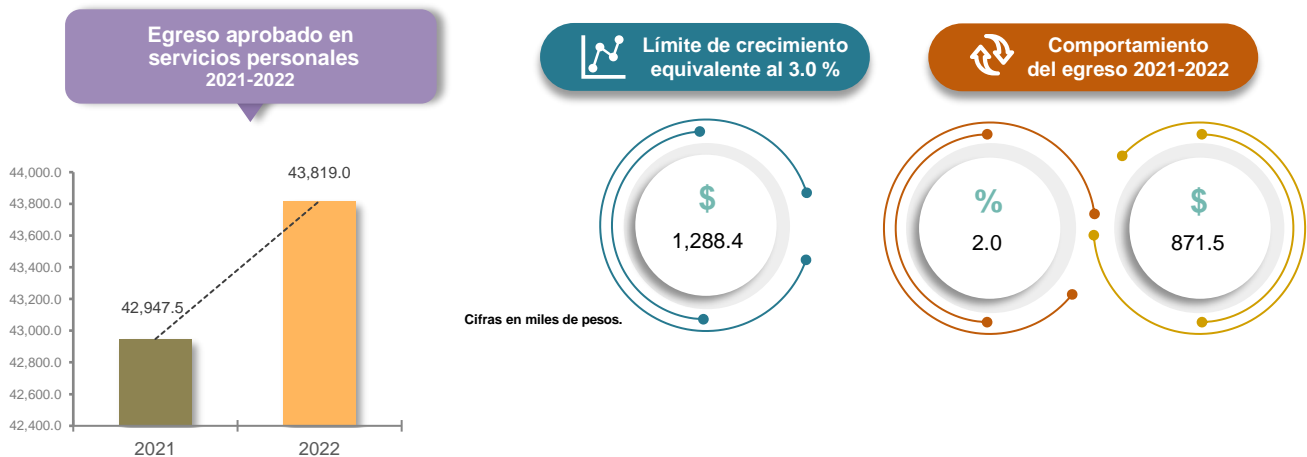 Egreso aprobado en
servicios personales
2021-2022
Límite de crecimiento
equivalente al 3.0 %
Comportamiento
del egreso 2021-2022
44,000.0
43,800.0
43,600.0
43,400.0
43,200.0
43,000.0
42,800.0
42,600.0
42,400.0
42,947.5
43,819.0
2021
2022
$
1,288.4
%
2.0
$
871.5
Cifras en miles de pesos.